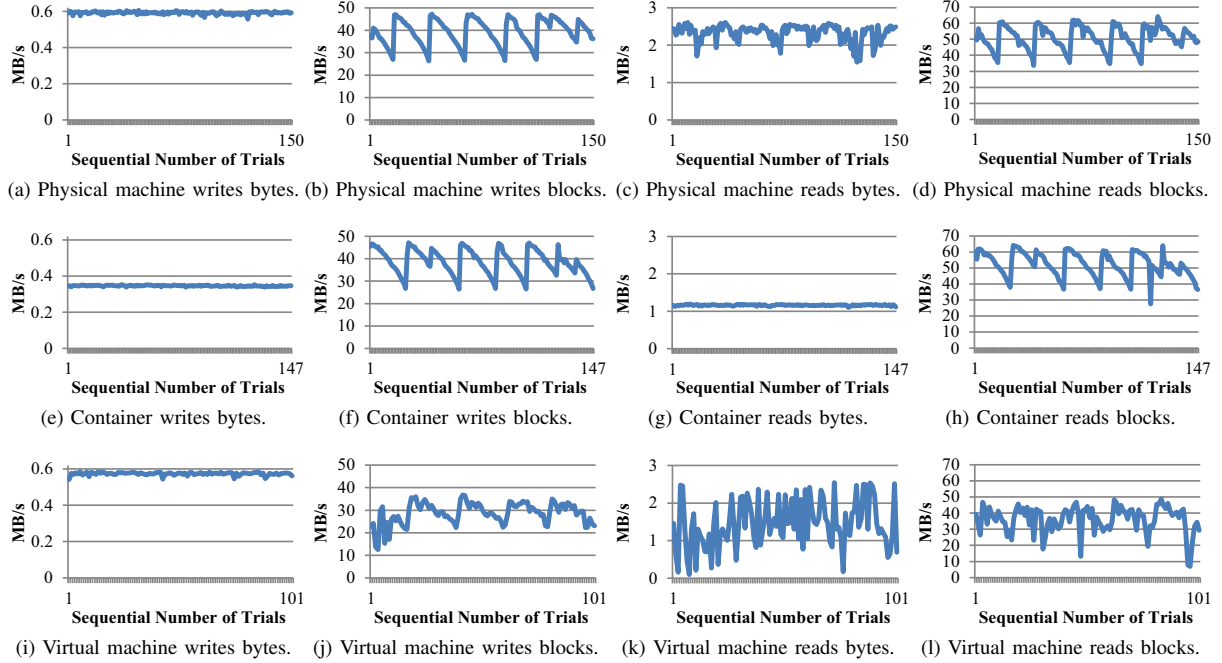 MB/s
0.6
0.4
0.2
0
1
150
Sequential Number of Trials
(a) Physical machine writes bytes.
MB/s
50
40
30
20
10
0
1
150
Sequential Number of Trials
(b) Physical machine writes blocks.
MB/s
3
2
1
0
1
150
Sequential Number of Trials
(c) Physical machine reads bytes.
MB/s
70
60
50
40
30
20
10
0
1
150
Sequential Number of Trials
(d) Physical machine reads blocks.
MB/s
0.6
0.4
0.2
0
1
147
Sequential Number of Trials
(e) Container writes bytes.
MB/s
50
40
30
20
10
0
1
147
Sequential Number of Trials
(f) Container writes blocks.
MB/s
3
2
1
0
1
147
Sequential Number of Trials
(g) Container reads bytes.
MB/s
70
60
50
40
30
20
10
0
1
147
Sequential Number of Trials
(h) Container reads blocks.
MB/s
0.6
0.4
0.2
0
1
101
Sequential Number of Trials
(i) Virtual machine writes bytes.
MB/s
50
40
30
20
10
0
1
101
Sequential Number of Trials
(j) Virtual machine writes blocks.
MB/s
3
2
1
0
1
101
Sequential Number of Trials
(k) Virtual machine reads bytes.
MB/s
70
60
50
40
30
20
10
0
1
101
Sequential Number of Trials
(l) Virtual machine reads blocks.